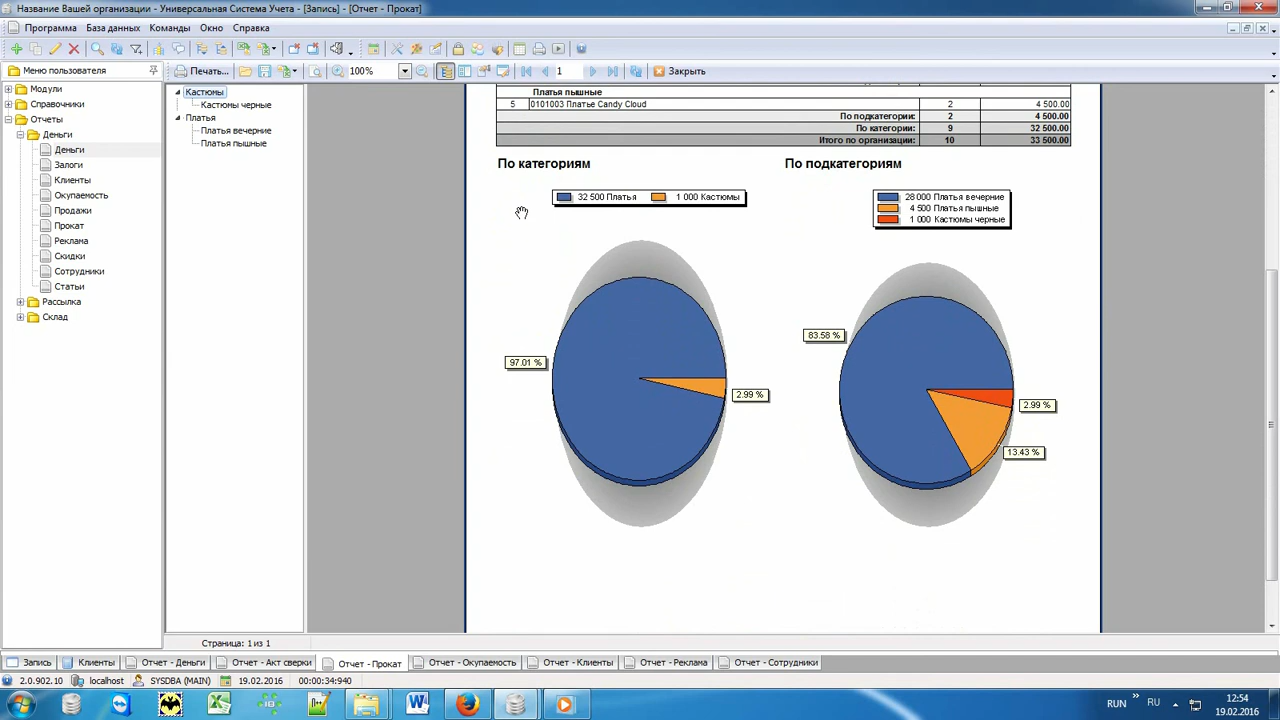 Название Вашей организации - Универсальная Система Учета - [Запись] - [Отчет - Прокат]
Программа База данных Команды Окно Справка
Меню пользователя
Печать... 100% 1 Закрыть
Модули
Справочники
Отчеты
Деньги
Деньги
Залоги
Клиенты
Окупаемость
Продажи
Прокат
Реклама
Скидки
Сотрудники
Статьи
Рассылка
Склад
Кастюмы
Кастюмы черные
Платья
Платья вечерние
Платья пышные
Платья пышные
5 0101003 Платье Candy Cloud 2 4 500.00
По подкатегории: 2 4 500.00
По категории: 9 32 500.00
Итого по организации: 10 33 500.00
По категориям
32 500 Платья 1 000 Кастюмы
97.01 %
2.99 %
По подкатегориям
28 000 Платья вечерние
4 500 Платья пышные
1 000 Кастюмы черные
83.58 %
2.99 %
13.43 %
Страница: 1 из 1
Запись Клиенты Отчет - Деньги Отчет - Акт сверки Отчет - Прокат Отчет - Окупаемость Отчет - Клиенты Отчет - Реклама Отчет - Сотрудники
2.0.902.10 localhost SYSDBA (MAIN) 19.02.2016 00:00:34:940
RUN RU 12:54
19.02.2016